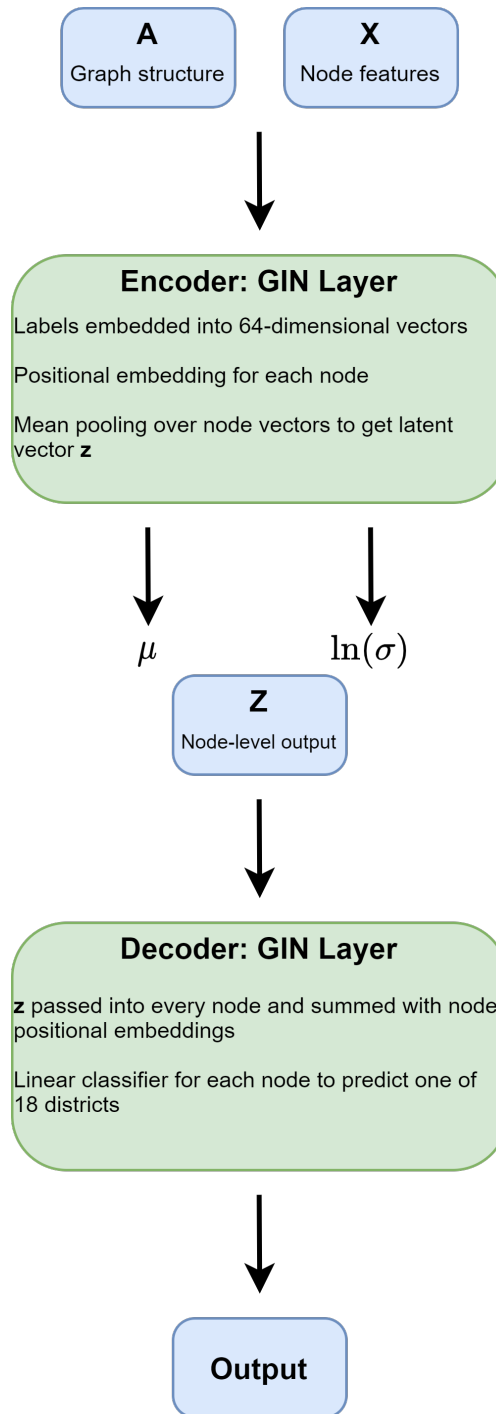 A
Graph structure
X
Node features
Encoder: GIN Layer
Labels embedded into 64-dimensional vectors
Positional embedding for each node
Mean pooling over node vectors to get latent
vector z
μ
ln(σ)
Z
Node-level output
Decoder: GIN Layer
z passed into every node and summed with node
positional embeddings
Linear classifier for each node to predict one of
18 districts
Output